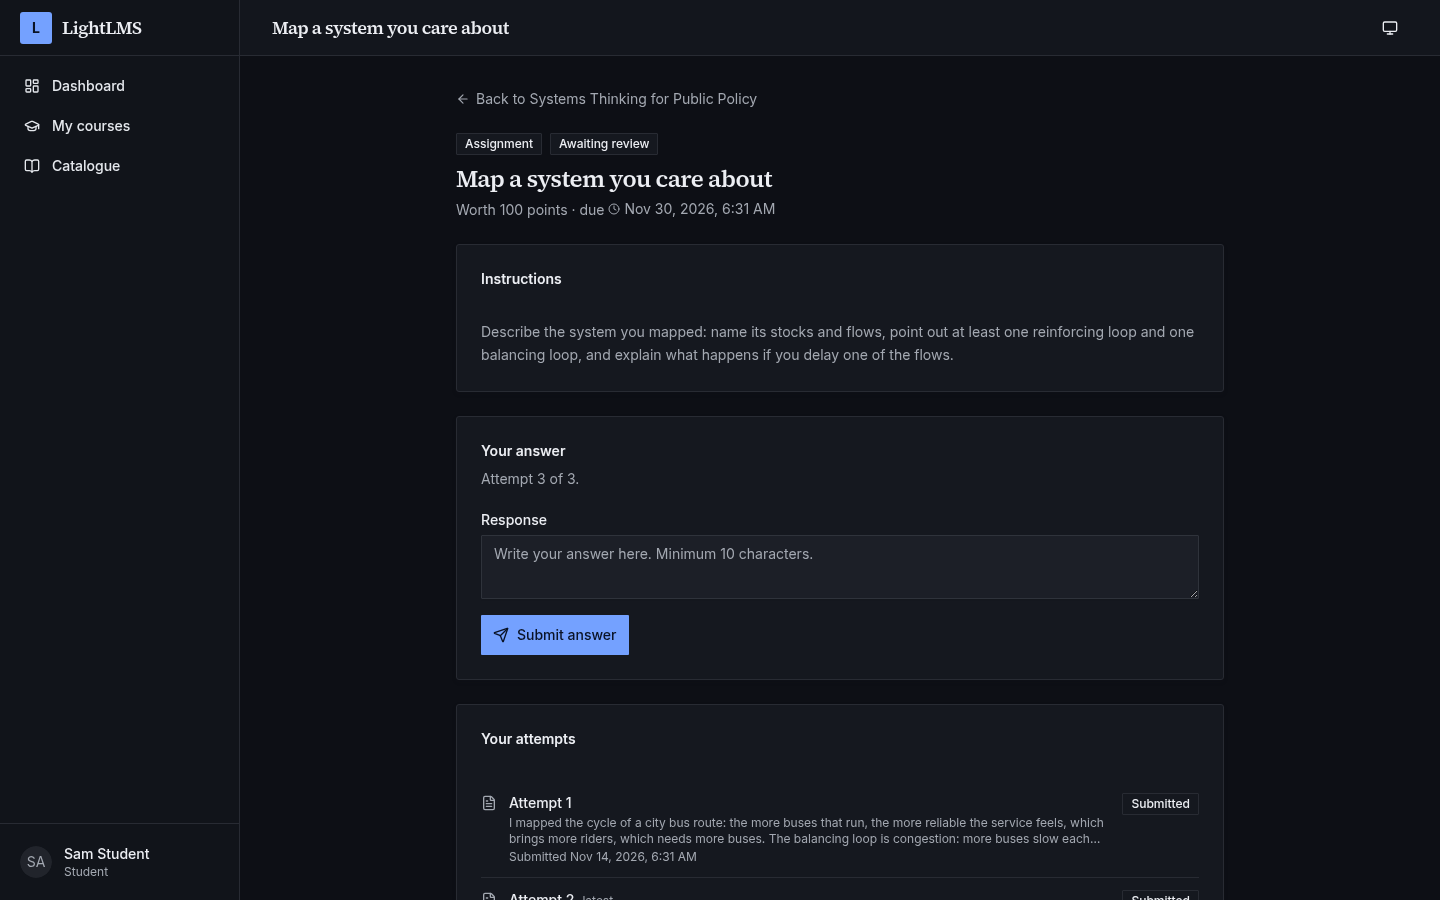 L LightLMS
Map a system you care about
Dashboard
My courses
Catalogue
Back to Systems Thinking for Public Policy
Assignment Awaiting review
Map a system you care about
Worth 100 points · due Nov 30, 2026, 6:31 AM
Instructions
Describe the system you mapped: name its stocks and flows, point out at least one reinforcing loop and one
balancing loop, and explain what happens if you delay one of the flows.
Your answer
Attempt 3 of 3.
Response
Write your answer here. Minimum 10 characters.
Submit answer
Your attempts
Attempt 1 Submitted
I mapped the cycle of a city bus route: the more buses that run, the more reliable the service feels, which
brings more riders, which needs more buses. The balancing loop is congestion: more buses slow each...
Submitted Nov 14, 2026, 6:31 AM
Attempt 2 latest Submitted
SA Sam Student
Student